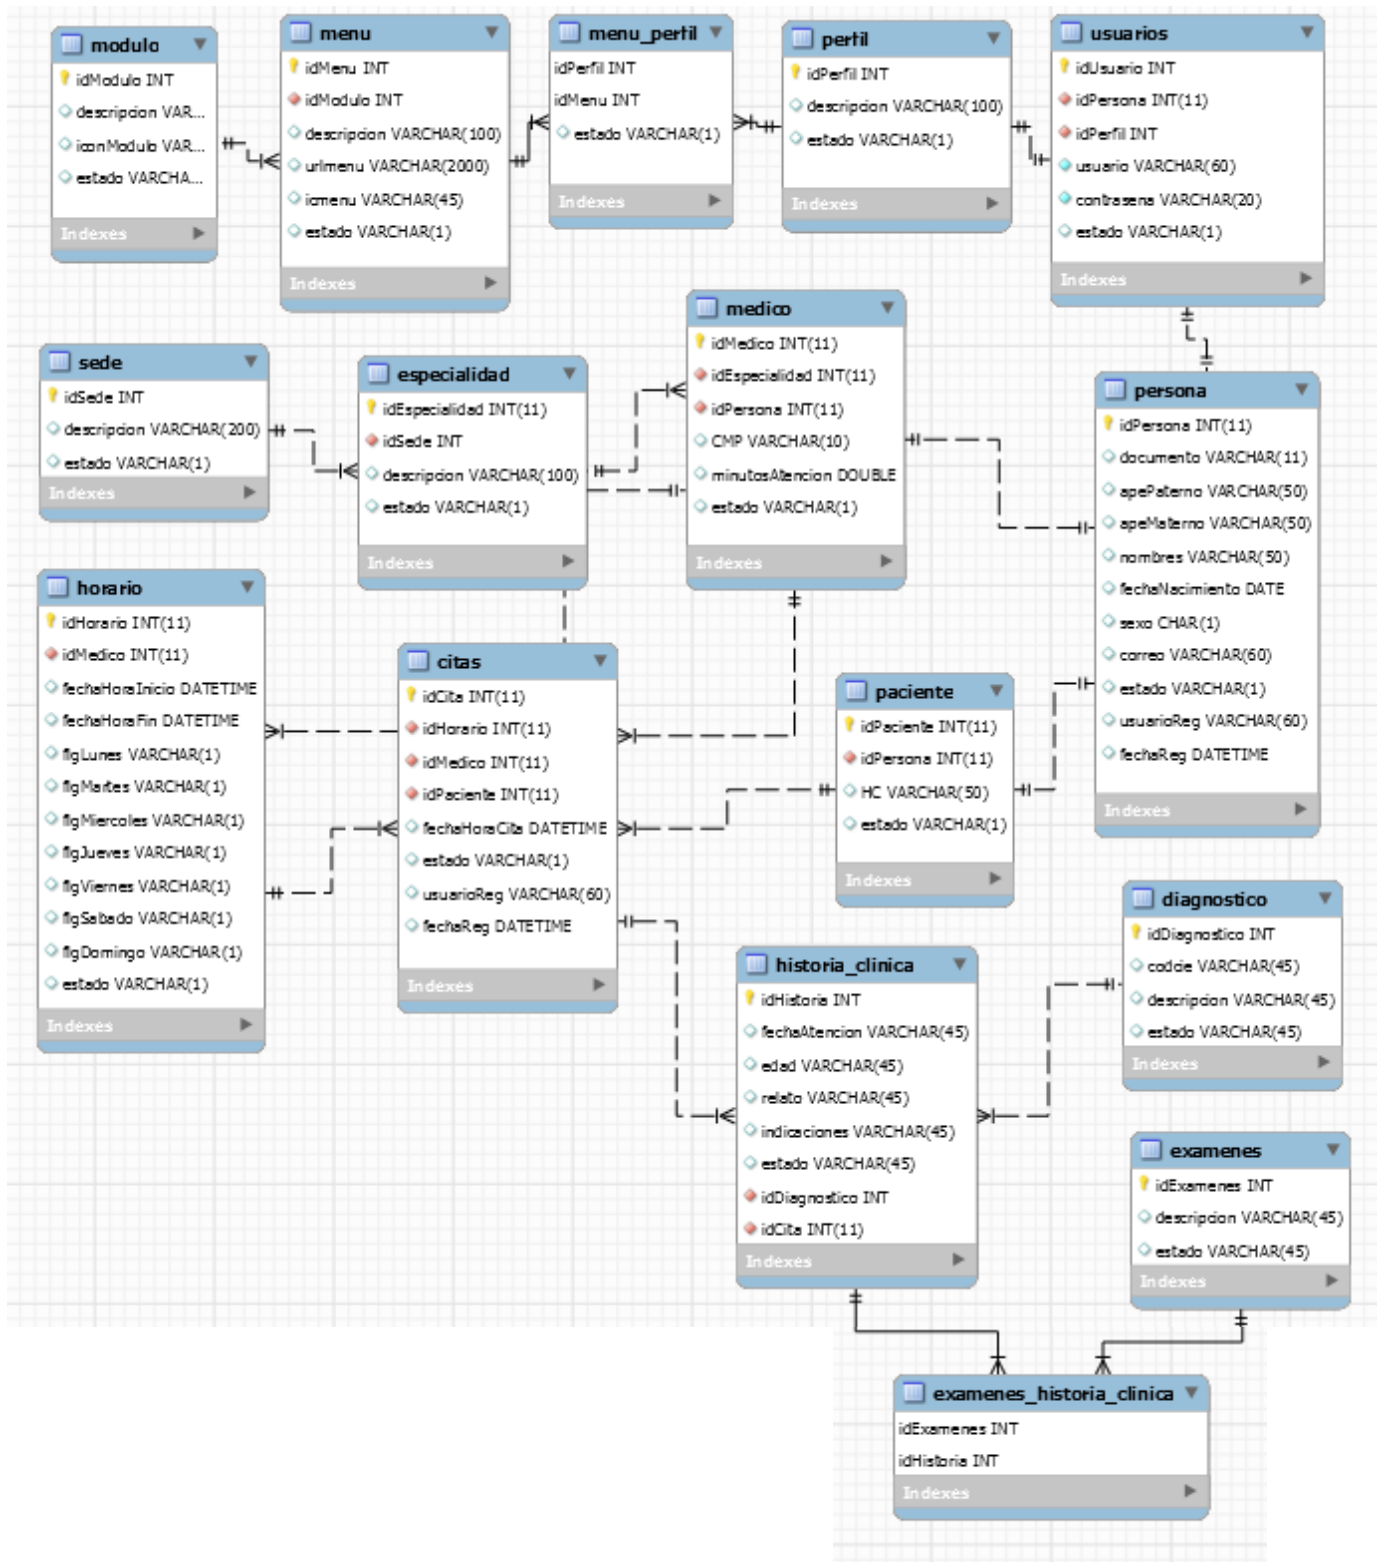 modulo
idModulo INT
descripcion VAR...
iconModulo VAR...
estado VARCHA...
Indexes
menu
idMenu INT
idModulo INT
descripcion VARCHAR(100)
urlmenu VARCHAR(2000)
icmenu VARCHAR(45)
estado VARCHAR(1)
Indexes
menu_perfil
idPerfil INT
idMenu INT
estado VARCHAR(1)
Indexes
perfil
idPerfil INT
descripcion VARCHAR(100)
estado VARCHAR(1)
Indexes
usuarios
idUsuario INT
idPersona INT(11)
idPerfil INT
usuario VARCHAR(60)
contrasena VARCHAR(20)
estado VARCHAR(1)
Indexes
sede
idSede INT
descripcion VARCHAR(200)
estado VARCHAR(1)
Indexes
especialidad
idEspecialidad INT(11)
idSede INT
descripcion VARCHAR(100)
estado VARCHAR(1)
Indexes
medico
idMedico INT(11)
idEspecialidad INT(11)
idPersona INT(11)
CMP VARCHAR(10)
minutosAtencion DOUBLE
estado VARCHAR(1)
Indexes
persona
idPersona INT(11)
documento VARCHAR(11)
apePaterno VARCHAR(50)
apeMaterno VARCHAR(50)
nombres VARCHAR(50)
fechaNacimiento DATE
sexo CHAR(1)
correo VARCHAR(60)
estado VARCHAR(1)
usuarioReg VARCHAR(60)
fechaReg DATETIME
Indexes
horario
idHorario INT(11)
idMedico INT(11)
fechaHoraInicio DATETIME
fechaHoraFin DATETIME
flgLunes VARCHAR(1)
flgMartes VARCHAR(1)
flgMiercoles VARCHAR(1)
flgJueves VARCHAR(1)
flgViernes VARCHAR(1)
flgSabado VARCHAR(1)
flgDomingo VARCHAR(1)
estado VARCHAR(1)
Indexes
citas
idCita INT(11)
idHorario INT(11)
idMedico INT(11)
idPaciente INT(11)
fechaHoraCita DATETIME
estado VARCHAR(1)
usuarioReg VARCHAR(60)
fechaReg DATETIME
Indexes
paciente
idPaciente INT(11)
idPersona INT(11)
HC VARCHAR(50)
estado VARCHAR(1)
Indexes
diagnostico
idDiagnostico INT
codcie VARCHAR(45)
descripcion VARCHAR(45)
estado VARCHAR(45)
Indexes
historia_clinica
idHistoria INT
fechaAtencion VARCHAR(45)
edad VARCHAR(45)
relato VARCHAR(45)
indicaciones VARCHAR(45)
estado VARCHAR(45)
idDiagnostico INT
idCita INT(11)
Indexes
examenes
idExamenes INT
descripcion VARCHAR(45)
estado VARCHAR(45)
Indexes
examenes_historia_clinica
idExamenes INT
idHistoria INT
Indexes